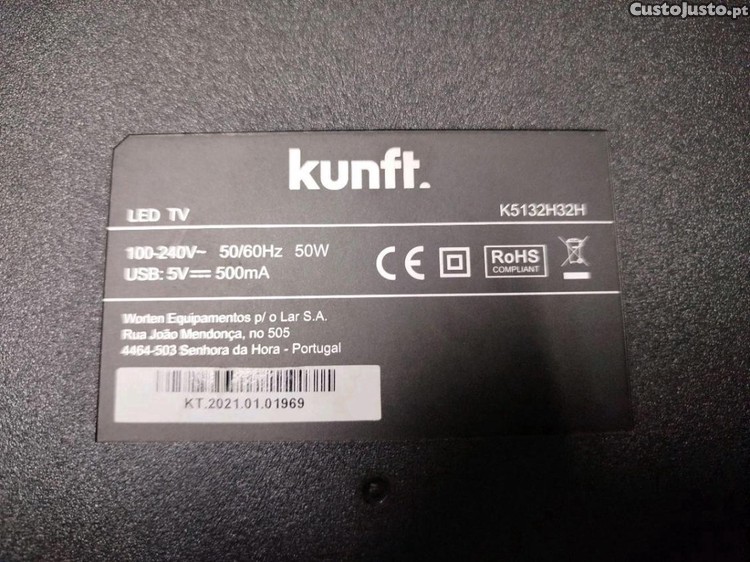 CustoJusto.pt
kunft.
LED TV K5132H32H
100-240V~ 50/60Hz 50W
USB: 5V⎓500mA
CE RoHS
COMPLIANT
Worten Equipamentos p/ o Lar S.A.
Rua João Mendonça, no 505
4464-503 Senhora da Hora - Portugal
KT.2021.01.01969